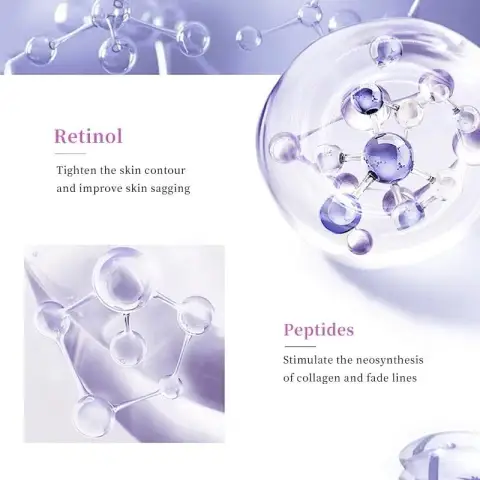 Retinol
Tighten the skin contour
and improve skin sagging
Peptides
Stimulate the neosynthesis
of collagen and fade lines